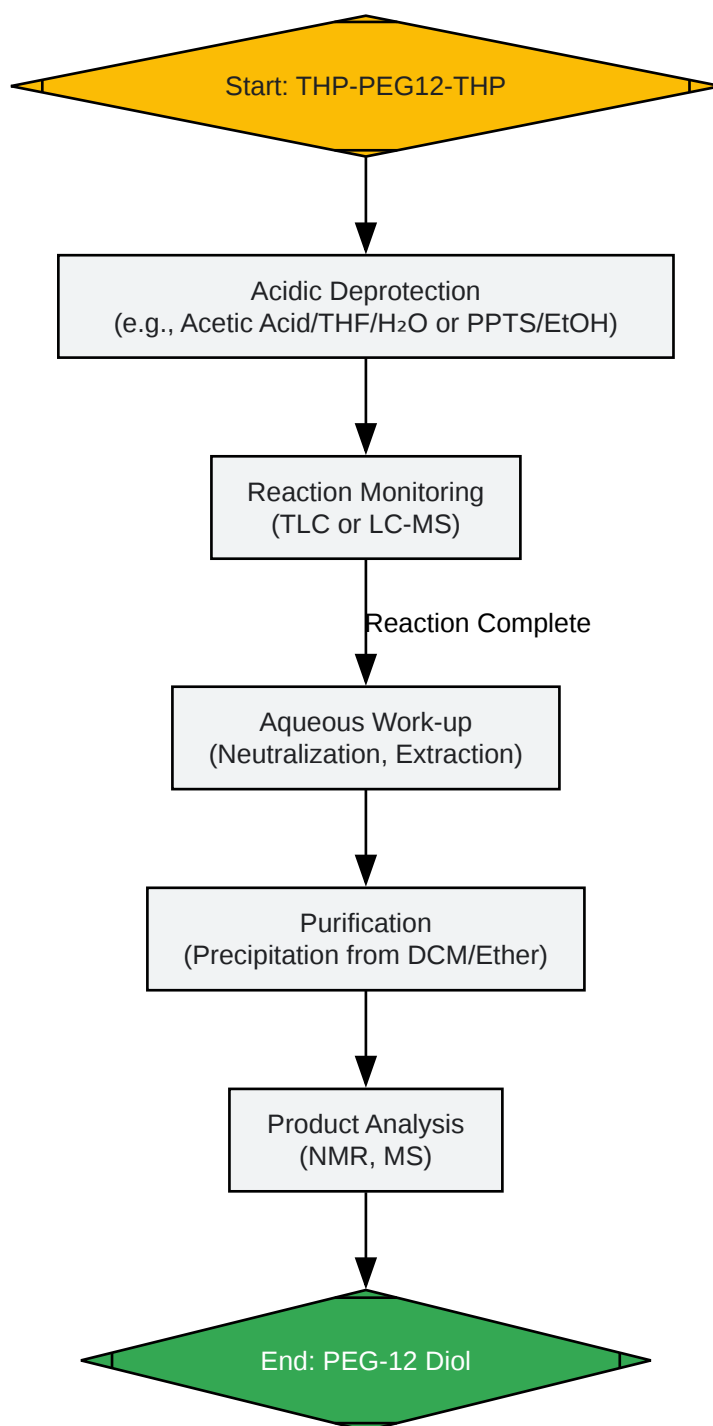 Start: THP-PEG12-THP
Acidic Deprotection
(e.g., Acetic Acid/THF/H₂O or PPTS/EtOH)
Reaction Monitoring
(TLC or LC-MS)
Reaction Complete
Aqueous Work-up
(Neutralization, Extraction)
Purification
(Precipitation from DCM/Ether)
Product Analysis
(NMR, MS)
End: PEG-12 Diol